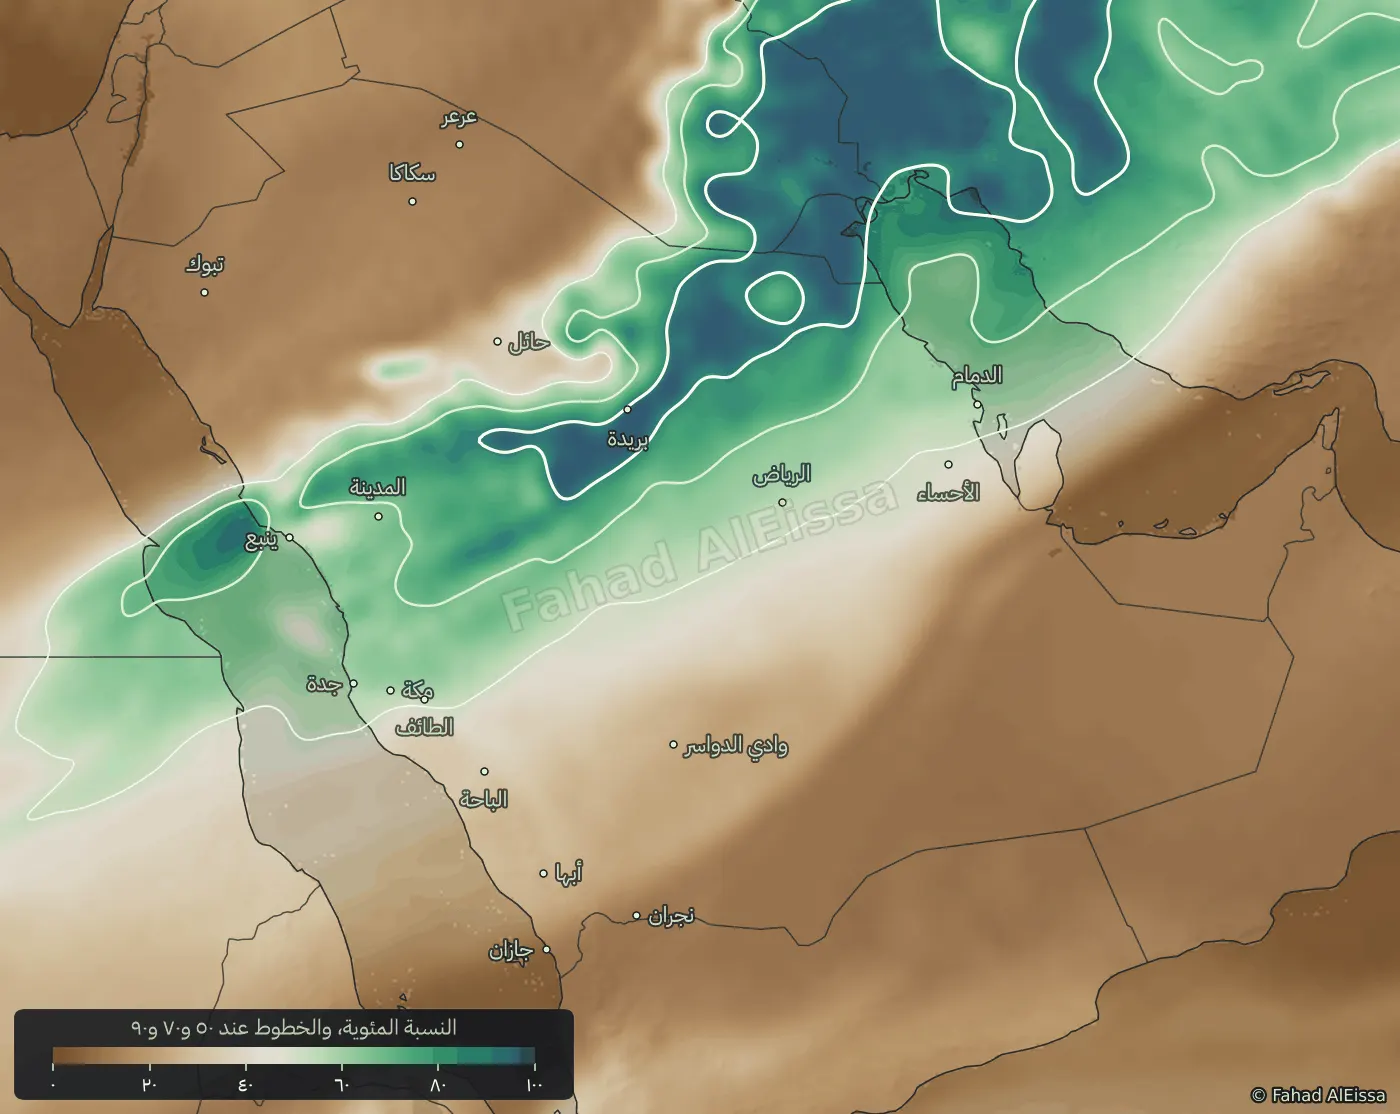 عرعر
سكاكا
تبوك
حائل
الدمام
بريدة
الرياض
المدينة
الأحساء
ينبع
Fahad AlEissa
جدة
مكة
الطائف
وادي الدواسر
الباحة
أبها
نجران
جازان
النسبة المئوية، والخطوط عند ٥٠ و٧٠ و٩٠
٠ ٢٠ ٤٠ ٦٠ ٨٠ ١٠٠
© Fahad AlEissa